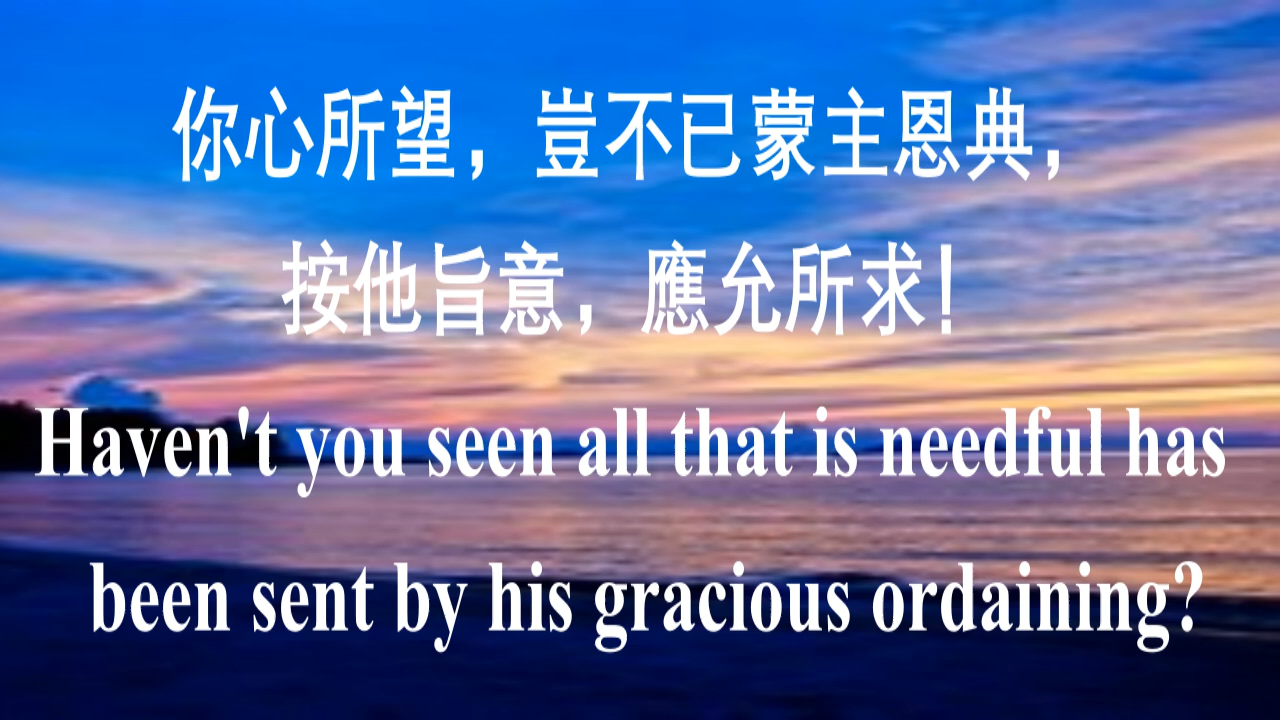 你心所望，豈不已蒙主恩典，
按他旨意，應允所求！
Haven't you seen all that is needful has
been sent by his gracious ordaining?